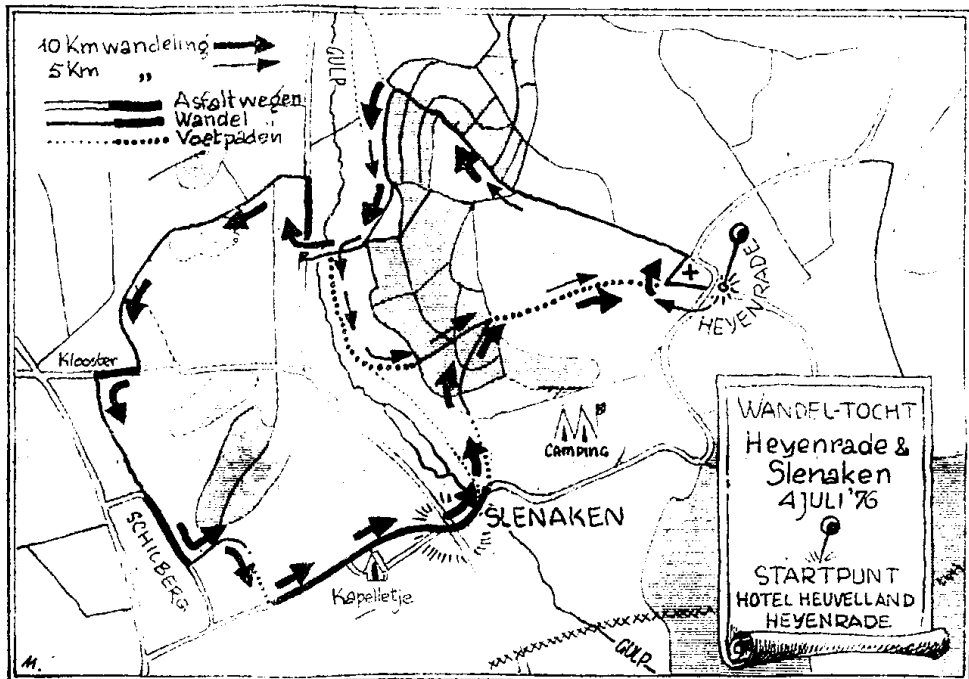 10 Km wandeling
5 Km „
Asfaltwegen
Wandel „
Voetpaden
GULP
HEYENRADE
Klooster
CAMPING
SLENAKEN
SCHILBERG
Kapelletje
GULP
M.
WANDEL-TOCHT
Heyenrade &
Slenaken
4 JULI '76
STARTPUNT
HOTEL HEUVELLAND
HEYENRADE